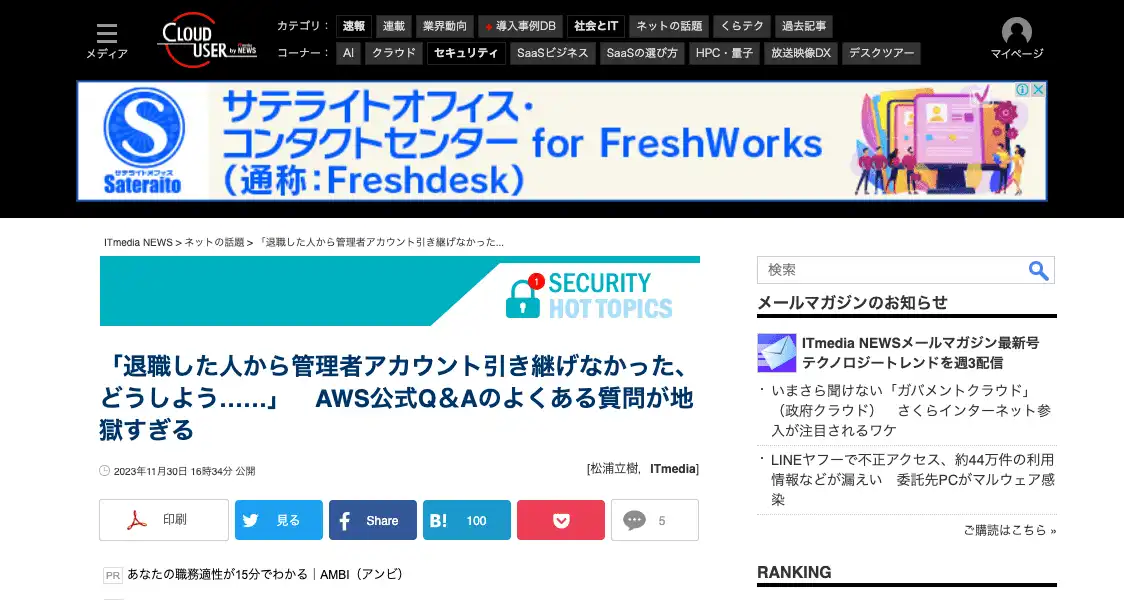 メディア
CLOUD USER by ITmedia NEWS
カテゴリ： 速報 連載 業界動向 導入事例DB 社会とIT ネットの話題 くらテク 過去記事
コーナー： AI クラウド セキュリティ SaaSビジネス SaaSの選び方 HPC・量子 放送映像DX デスクツアー
マイページ
サテライトオフィス・
コンタクトセンター for FreshWorks
（通称：Freshdesk）
サテライトオフィス
Sateraito
ITmedia NEWS > ネットの話題 > 「退職した人から管理者アカウント引き継げなかった...
1
SECURITY
HOT TOPICS
「退職した人から管理者アカウント引き継げなかった、
どうしよう……」　AWS公式Q＆Aのよくある質問が地
獄すぎる
2023年11月30日 16時34分 公開
[松浦立樹, ITmedia]
印刷
見る
Share
B! 100
5
PR あなたの職務適性が15分でわかる｜AMBI（アンビ）
検索
メールマガジンのお知らせ
ITmedia NEWSメールマガジン最新号
テクノロジートレンドを週3配信
・いまさら聞けない「ガバメントクラウド」
（政府クラウド）　さくらインターネット参
入が注目されるワケ
・LINEヤフーで不正アクセス、約44万件の利用
情報などが漏えい　委託先PCがマルウェア感
染
ご購読はこちら »
RANKING